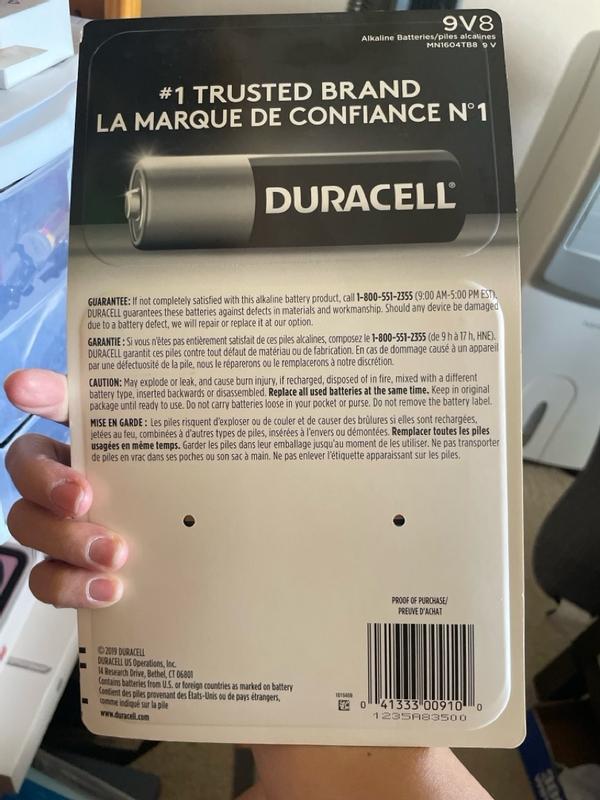 9V8
Alkaline Batteries/piles alcalines
MN1604TB8 9 V
#1 TRUSTED BRAND
LA MARQUE DE CONFIANCE N°1
DURACELL®
GUARANTEE: If not completely satisfied with this alkaline battery product, call 1-800-551-2355 (9:00 AM-5:00 PM EST).
DURACELL guarantees these batteries against defects in materials and workmanship. Should any device be damaged
due to a battery defect, we will repair or replace it at our option.
GARANTIE : Si vous n'êtes pas entièrement satisfait de ces piles alcalines, composez le 1-800-551-2355 (de 9 h à 17 h, HNE).
DURACELL garantit ces piles contre tout défaut de matériau ou de fabrication. En cas de dommage causé à un appareil
par une défectuosité de la pile, nous le réparerons ou le remplacerons à notre discrétion.
CAUTION: May explode or leak, and cause burn injury, if recharged, disposed of in fire, mixed with a different
battery type, inserted backwards or disassembled. Replace all used batteries at the same time. Keep in original
package until ready to use. Do not carry batteries loose in your pocket or purse. Do not remove the battery label.
MISE EN GARDE : Les piles risquent d'exploser ou de couler et de causer des brûlures si elles sont rechargées,
jetées au feu, combinées à d'autres types de piles, insérées à l'envers ou démontées. Remplacer toutes les piles
usagées en même temps. Garder les piles dans leur emballage jusqu'au moment de les utiliser. Ne pas transporter
de piles en vrac dans ses poches ou son sac à main. Ne pas enlever l'étiquette apparaissant sur les piles.
PROOF OF PURCHASE/
PREUVE D'ACHAT
© 2019 DURACELL
DURACELL US Operations, Inc.
14 Research Drive, Bethel, CT 06801
Contains batteries from U.S. or foreign countries as marked on battery
Contient des piles provenant des États-Unis ou de pays étrangers,
comme indiqué sur la pile
www.duracell.com
0 41333 00910 0
1235A83500